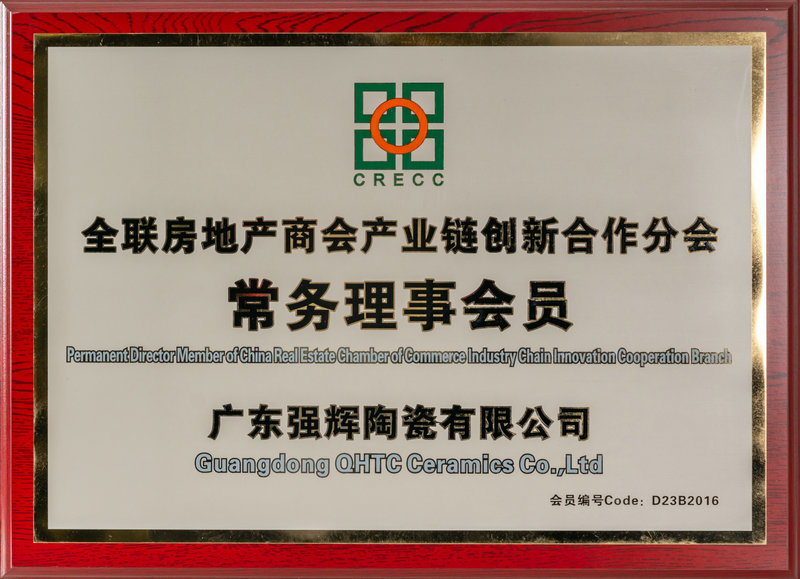 CRECC
全联房地产商会产业链创新合作分会
常务理事会员
Permanent Director Member of China Real Estate Chamber of Commerce Industry Chain Innovation Cooperation Branch
广东强辉陶瓷有限公司
Guangdong QHTC Ceramics Co.,Ltd
会员编号Code：D23B2016